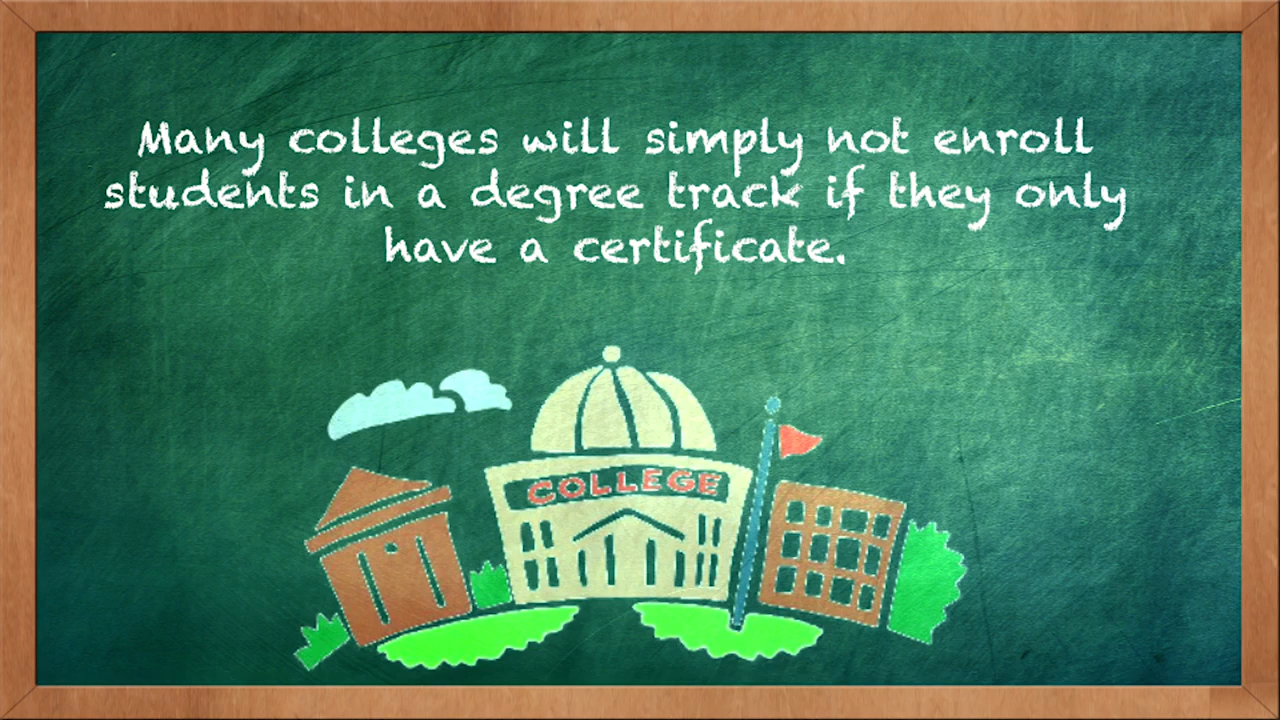 Many colleges will simply not enroll
students in a degree track if they only
have a certificate.
COLLEGE